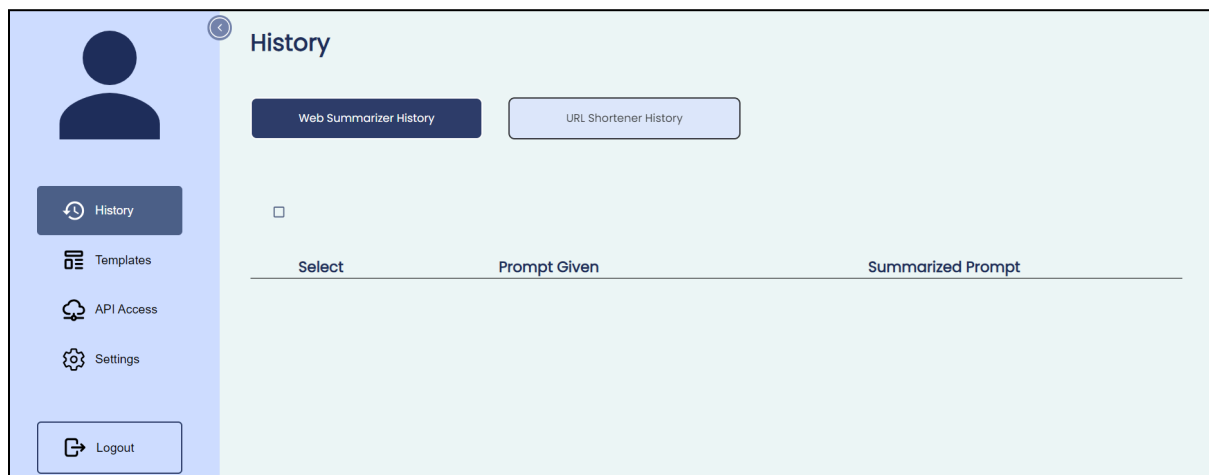 History
Web Summarizer History
URL Shortener History
History
Templates
API Access
Settings
Logout
Select Prompt Given Summarized Prompt